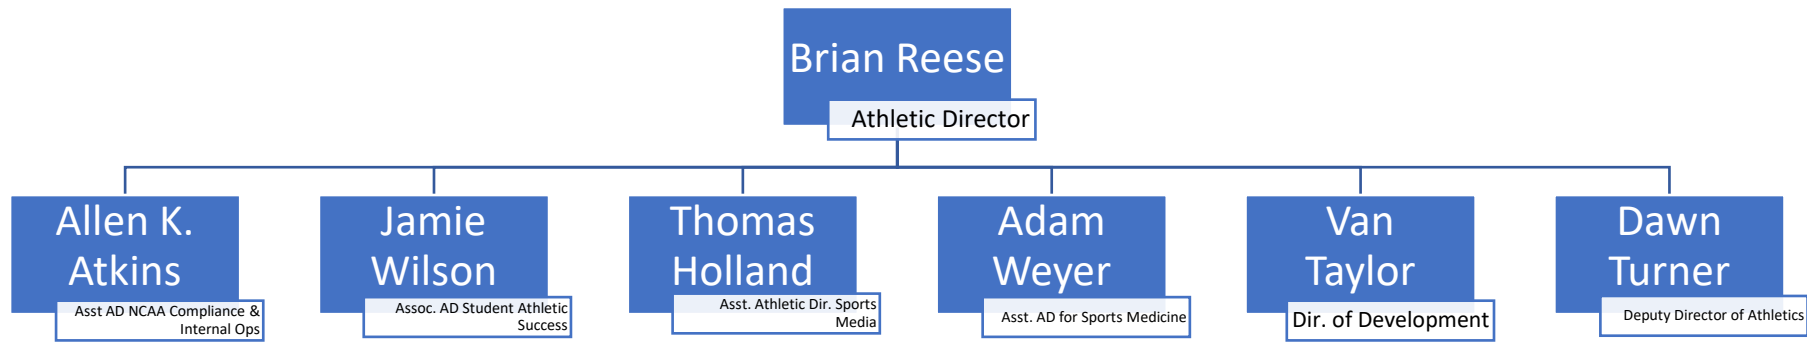 Brian Reese
Athletic Director
Allen K.
Atkins
Asst AD NCAA Compliance &
Internal Ops
Jamie
Wilson
Assoc. AD Student Athletic
Success
Thomas
Holland
Asst. Athletic Dir. Sports
Media
Adam
Weyer
Asst. AD for Sports Medicine
Van
Taylor
Dir. of Development
Dawn
Turner
Deputy Director of Athletics